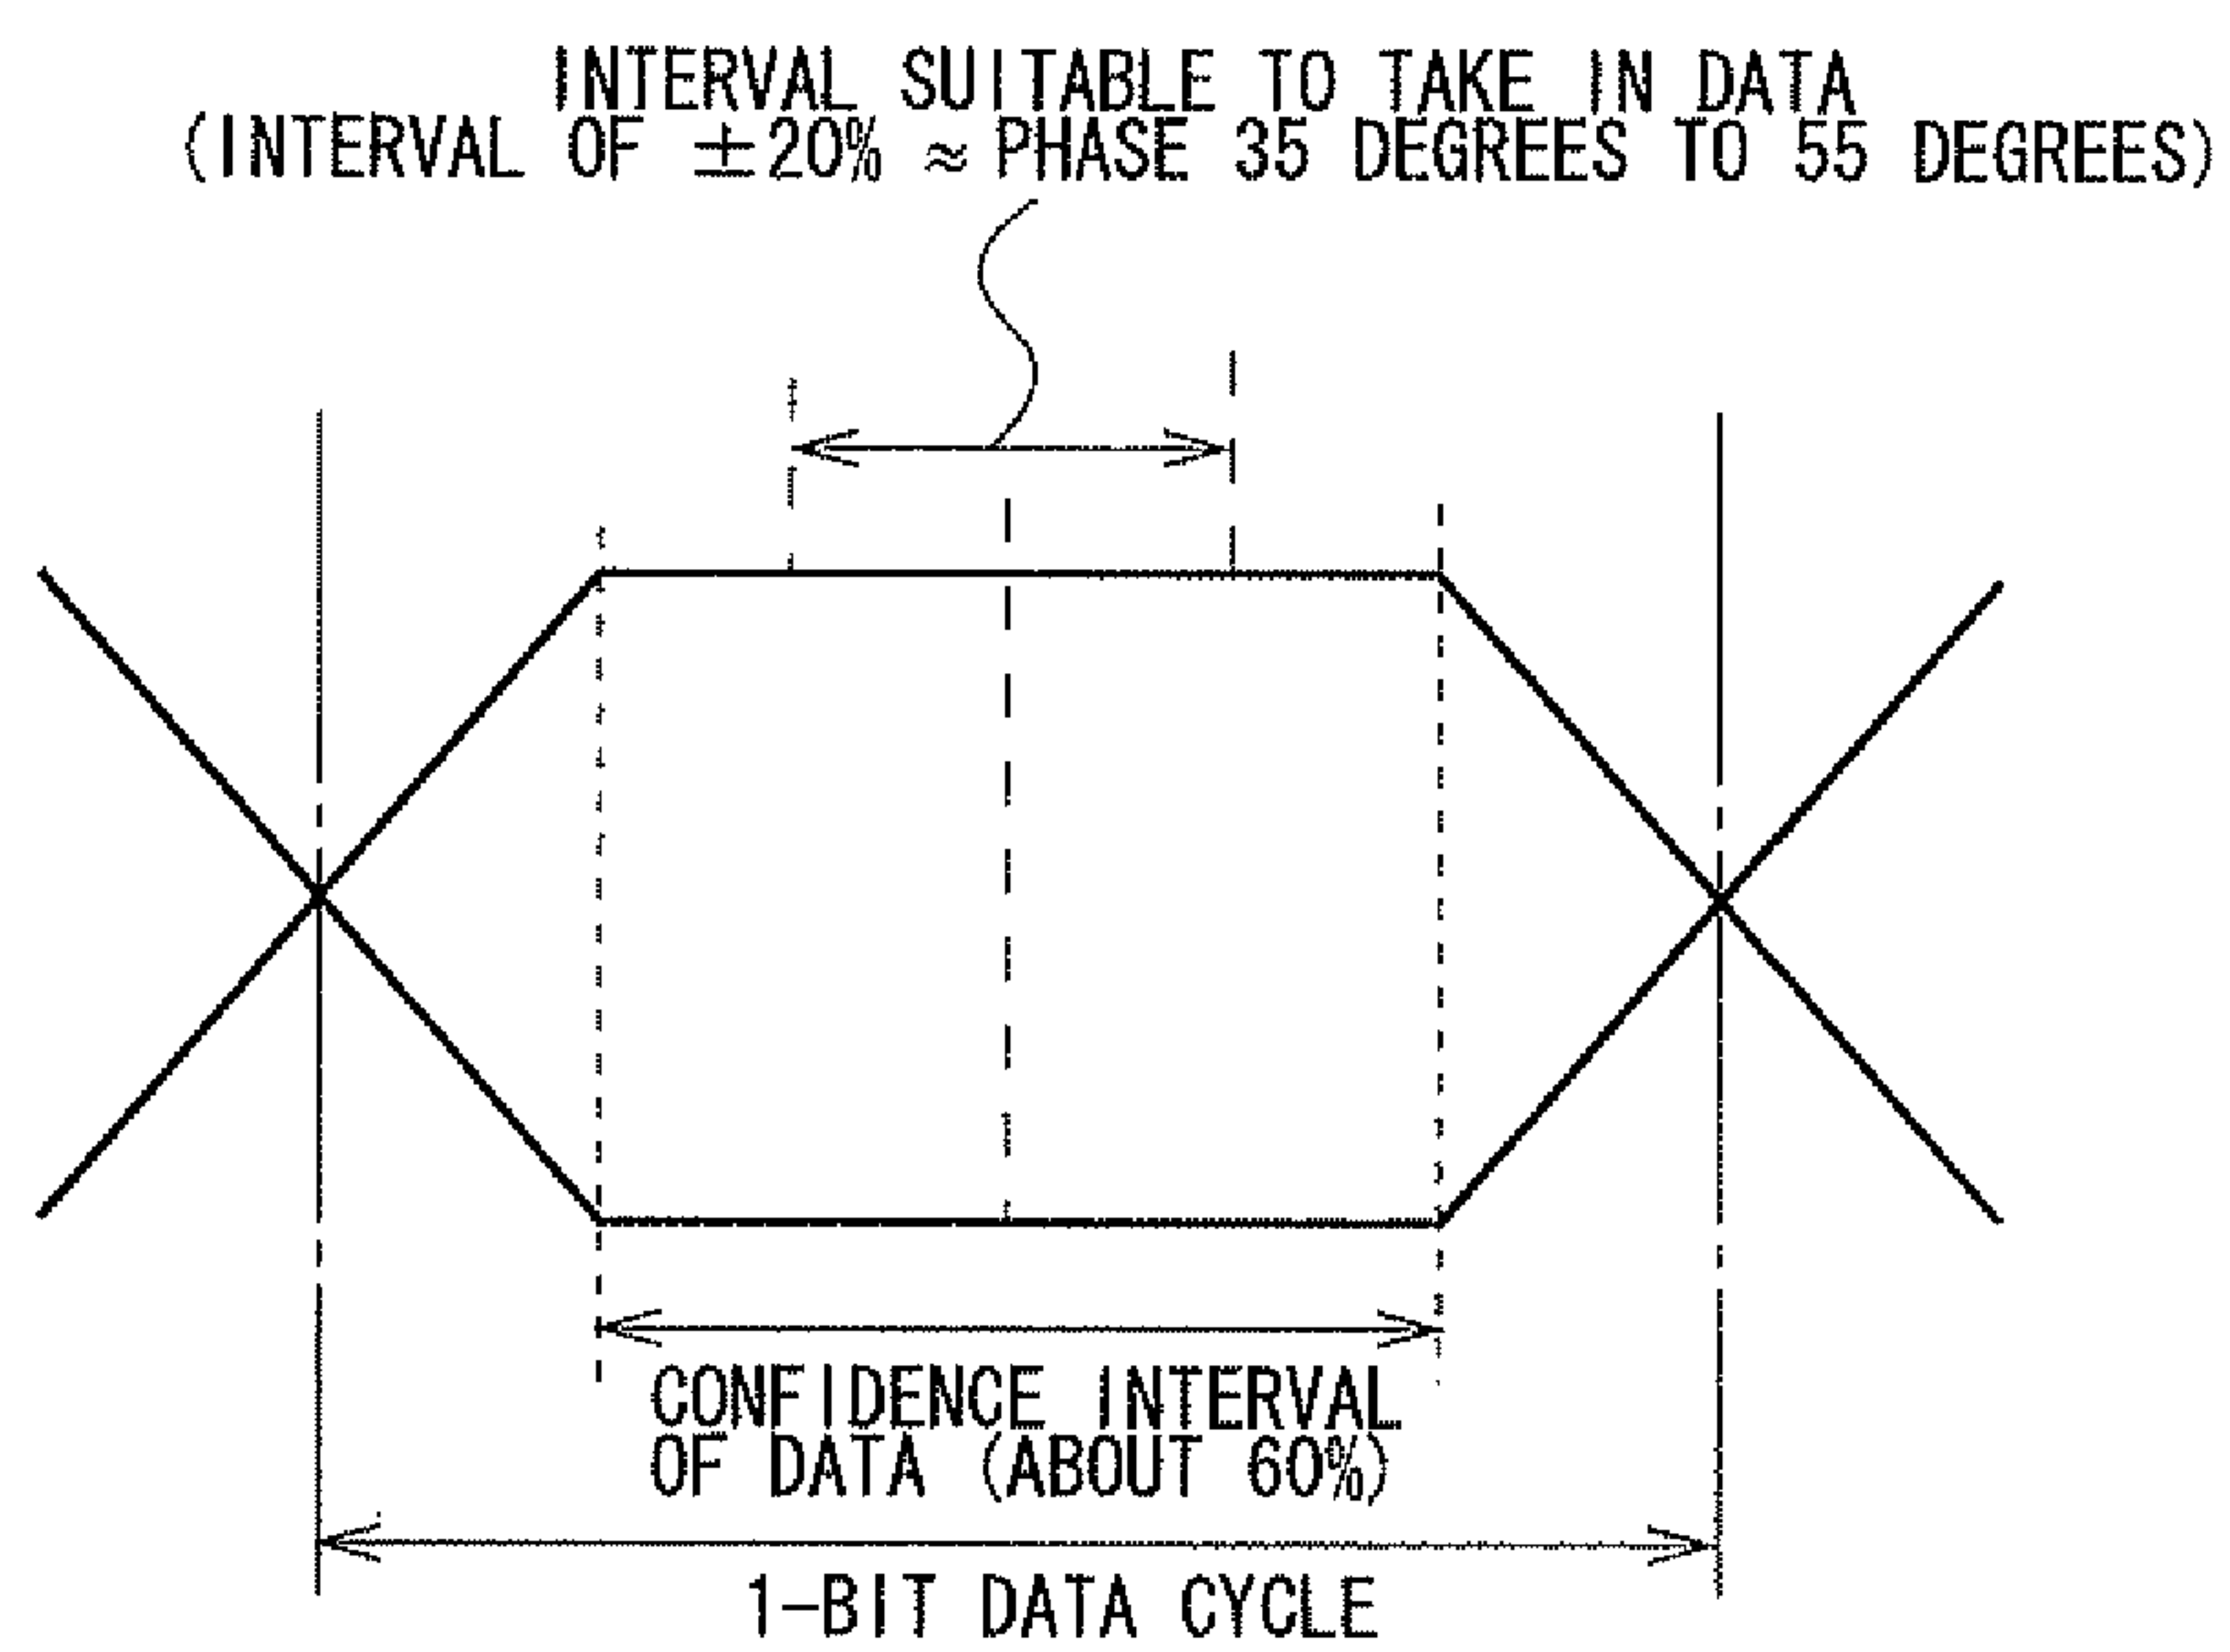 INTERVAL SUITABLE TO TAKE IN DATA
(INTERVAL OF ±20% ≈ PHASE 35 DEGREES TO 55 DEGREES)
CONFIDENCE INTERVAL
OF DATA (ABOUT 60%)
1-BIT DATA CYCLE